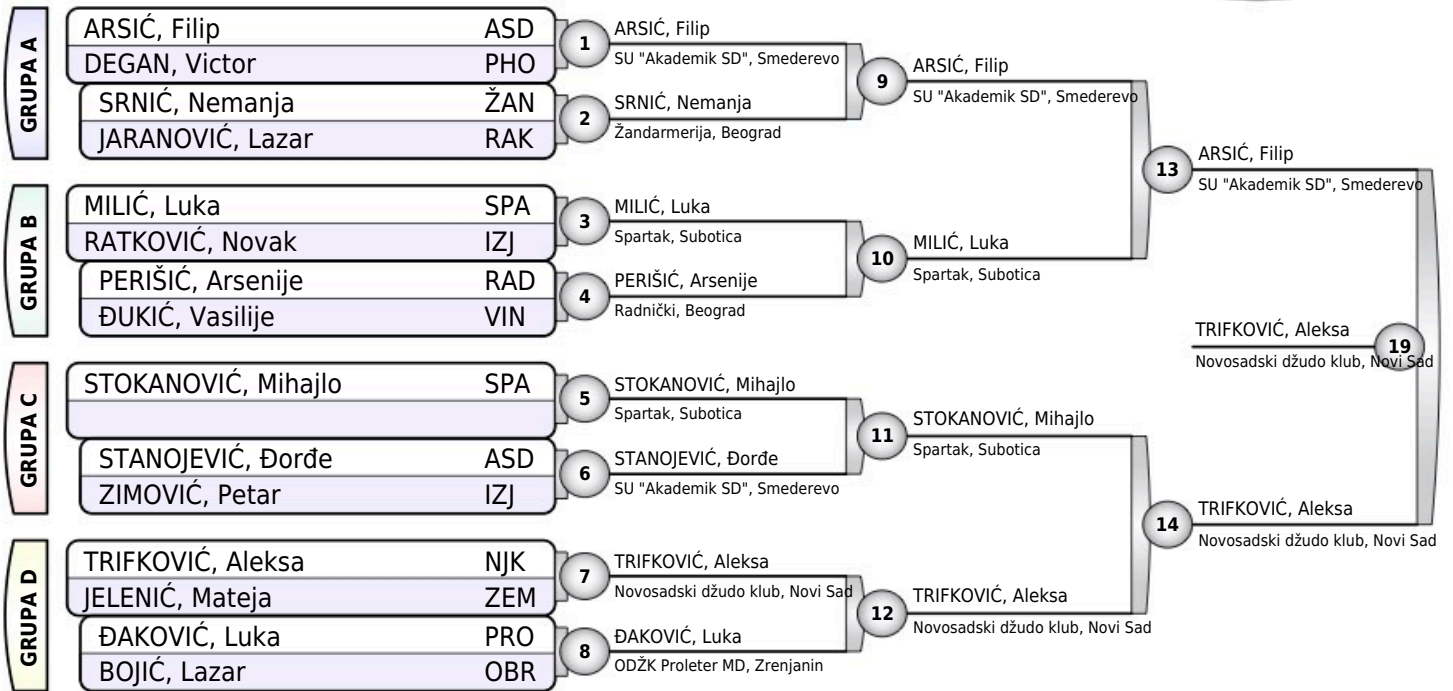 GRUPA A
ARSIĆ, Filip ASD
DEGAN, Victor PHO
SRNIĆ, Nemanja ŽAN
JARANOVIĆ, Lazar RAK
GRUPA B
MILIĆ, Luka SPA
RATKOVIĆ, Novak IZJ
PERIŠIĆ, Arsenije RAD
ĐUKIĆ, Vasilije VIN
GRUPA C
STOKANOVIĆ, Mihajlo SPA
STANOJEVIĆ, Đorđe ASD
ZIMOVIĆ, Petar IZJ
GRUPA D
TRIFKOVIĆ, Aleksa NJK
JELENIĆ, Mateja ZEM
ĐAKOVIĆ, Luka PRO
BOJIĆ, Lazar OBR
1
ARSIĆ, Filip
SU "Akademik SD", Smederevo
2
SRNIĆ, Nemanja
Žandarmerija, Beograd
3
MILIĆ, Luka
Spartak, Subotica
4
PERIŠIĆ, Arsenije
Radnički, Beograd
5
STOKANOVIĆ, Mihajlo
Spartak, Subotica
6
STANOJEVIĆ, Đorđe
SU "Akademik SD", Smederevo
7
TRIFKOVIĆ, Aleksa
Novosadski džudo klub, Novi Sad
8
ĐAKOVIĆ, Luka
ODŽK Proleter MD, Zrenjanin
9
ARSIĆ, Filip
SU "Akademik SD", Smederevo
10
MILIĆ, Luka
Spartak, Subotica
11
STOKANOVIĆ, Mihajlo
Spartak, Subotica
12
TRIFKOVIĆ, Aleksa
Novosadski džudo klub, Novi Sad
13
ARSIĆ, Filip
SU "Akademik SD", Smederevo
14
TRIFKOVIĆ, Aleksa
Novosadski džudo klub, Novi Sad
19
TRIFKOVIĆ, Aleksa
Novosadski džudo klub, Novi Sad